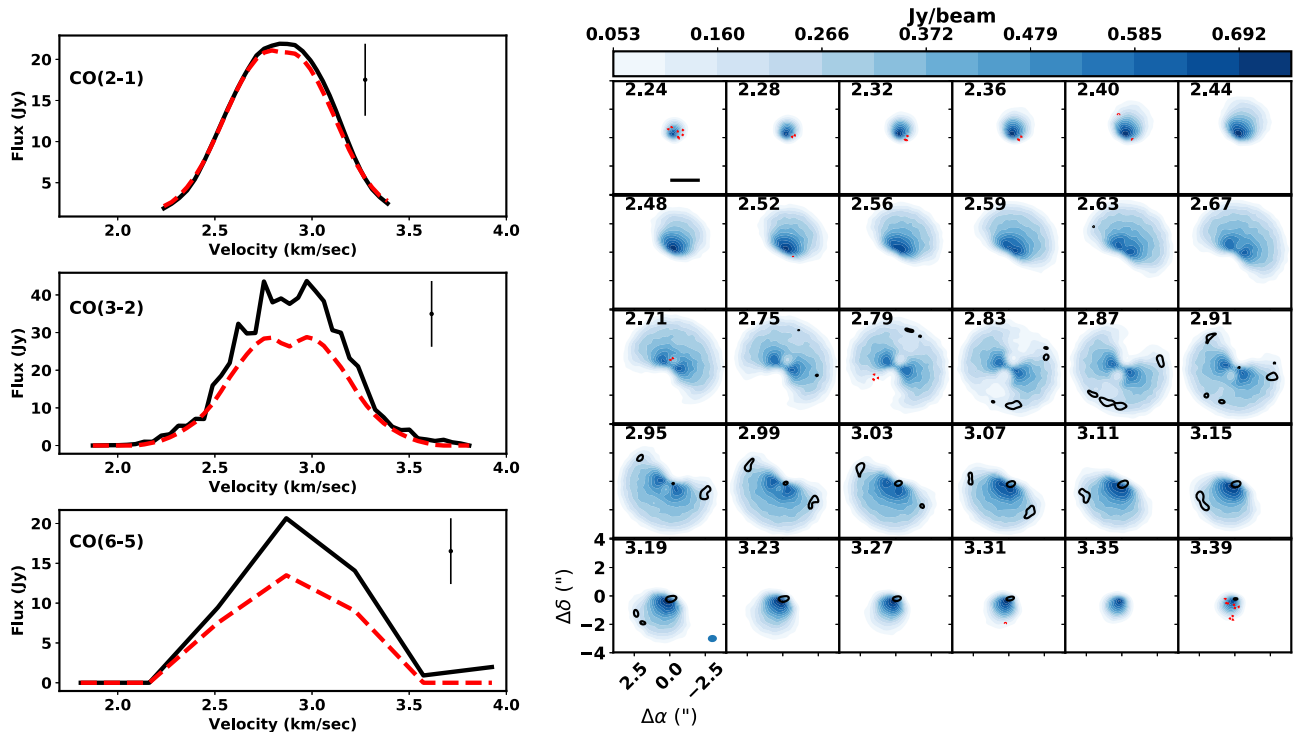 CO(2-1)
Flux (Jy)
20
15
10
5
2.0 2.5 3.0 3.5 4.0
Velocity (km/sec)
CO(3-2)
Flux (Jy)
40
30
20
10
0
2.0 2.5 3.0 3.5 4.0
Velocity (km/sec)
CO(6-5)
Flux (Jy)
20
15
10
5
0
2.0 2.5 3.0 3.5 4.0
Velocity (km/sec)
Jy/beam
0.053 0.160 0.266 0.372 0.479 0.585 0.692
2.24 2.28 2.32 2.36 2.40 2.44
2.48 2.52 2.56 2.59 2.63 2.67
2.71 2.75 2.79 2.83 2.87 2.91
2.95 2.99 3.03 3.07 3.11 3.15
3.19 3.23 3.27 3.31 3.35 3.39
4
2
0
−2
−4
Δδ (")
2.5 0.0 −2.5
Δα (")